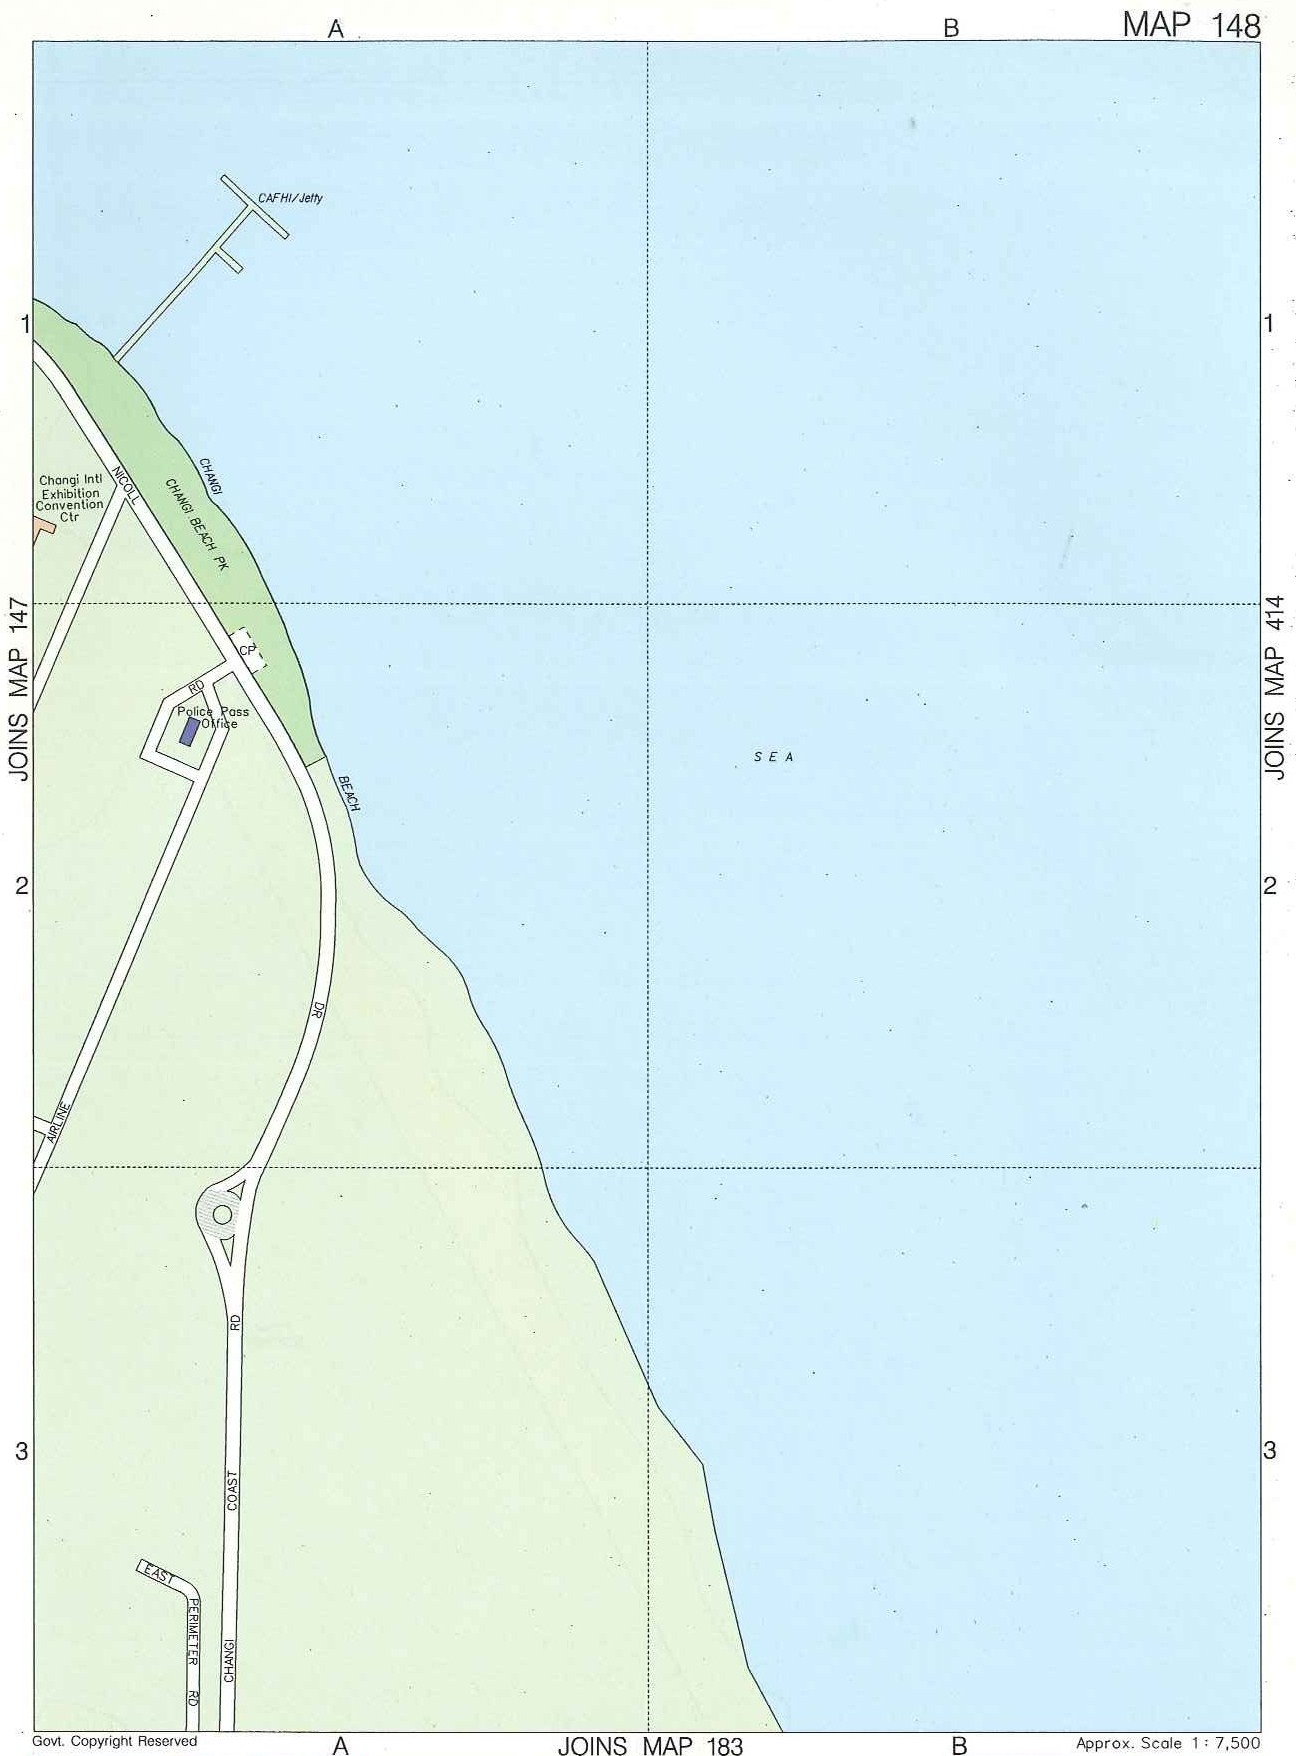 A
B
MAP 148
CAFHI/Jetty
1
1
CHANGI
NICOLL
Changi Intl
Exhibition
Convention
Ctr
CHANGI BEACH PK
JOINS MAP 147
JOINS MAP 414
CP
RD
Police Pass
Office
SEA
BEACH
2
2
DR
AIRLINE
RD
3
3
COAST
EAST
PERIMETER RD
CHANGI
Govt. Copyright Reserved
A
JOINS MAP 183
B
Approx. Scale 1 : 7,500